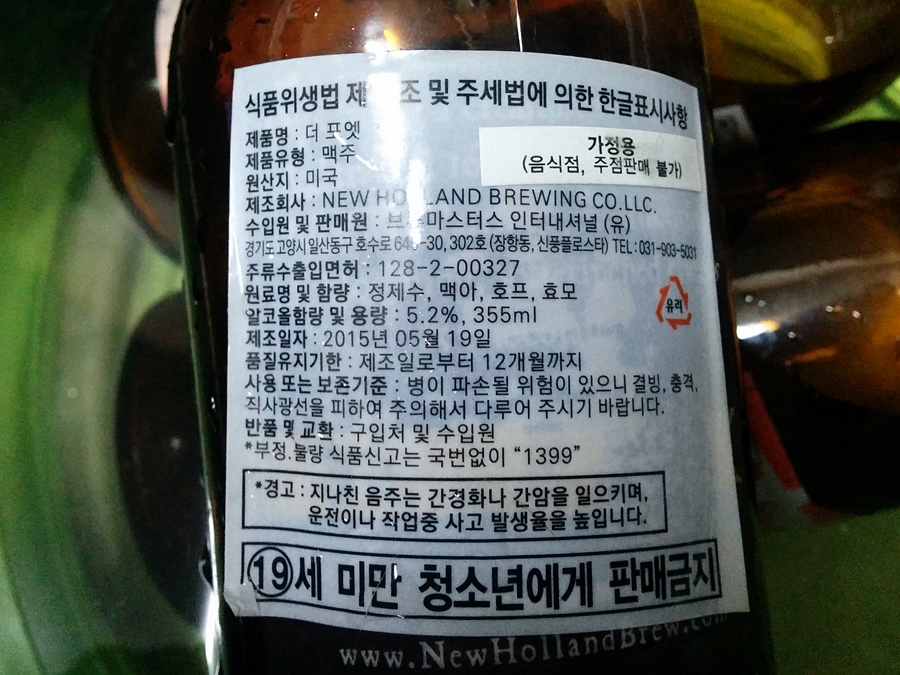 식품위생법 및 주세법에 의한 한글표시사항
제품명 : 더 포엣
제품유형 : 맥주
가정용
(음식점, 주점판매 불가)
원산지 : 미국
제조회사 : NEW HOLLAND BREWING CO.LLC.
수입원 및 판매원 : 브루마스터스 인터내셔널 (유)
경기도 고양시 일산동구 호수로 302호 (장항동, 신풍플로스타) TEL : 031-903-5031
주류수출입면허 : 128-2-00327
원료명 및 함량 : 정제수, 맥아, 호프, 효모
유리
알코올함량 및 용량 : 5.2%, 355ml
제조일자 : 2015년 05월 19일
품질유지기한 : 제조일로부터 12개월까지
사용 또는 보존기준 : 병이 파손될 위험이 있으니 결빙, 충격,
직사광선을 피하여 주의해서 다루어 주시기 바랍니다.
반품 및 교환 : 구입처 및 수입원
*부정.불량 식품신고는 국번없이 “1399”
*경고 : 지나친 음주는 간경화나 간암을 일으키며,
운전이나 작업중 사고 발생율을 높입니다.
19세 미만 청소년에게 판매금지
www.NewHollandBrew.com